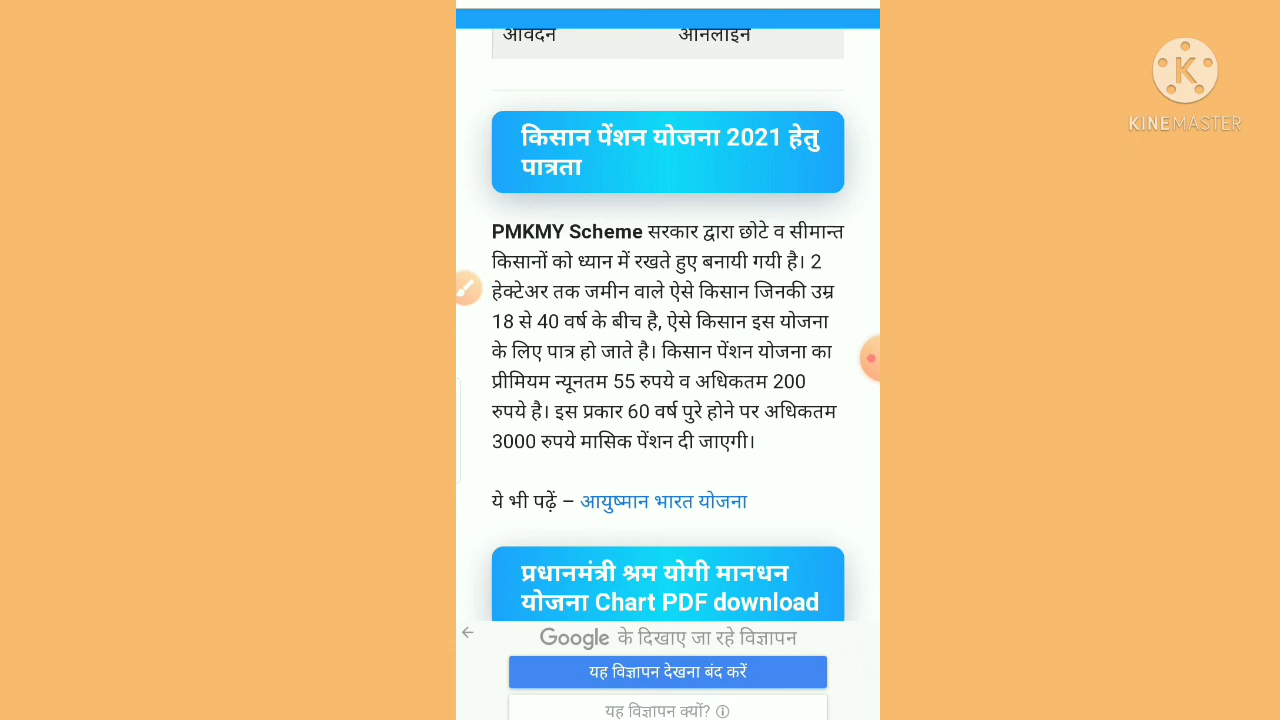 आवेदन ऑनलाइन
किसान पेंशन योजना 2021 हेतु
पात्रता
PMKMY Scheme सरकार द्वारा छोटे व सीमान्त
किसानों को ध्यान में रखते हुए बनायी गयी है। 2
हेक्टेअर तक जमीन वाले ऐसे किसान जिनकी उम्र
18 से 40 वर्ष के बीच है, ऐसे किसान इस योजना
के लिए पात्र हो जाते है। किसान पेंशन योजना का
प्रीमियम न्यूनतम 55 रुपये व अधिकतम 200
रुपये है। इस प्रकार 60 वर्ष पुरे होने पर अधिकतम
3000 रुपये मासिक पेंशन दी जाएगी।
ये भी पढ़ें – आयुष्मान भारत योजना
प्रधानमंत्री श्रम योगी मानधन
योजना Chart PDF download
Google के दिखाए जा रहे विज्ञापन
यह विज्ञापन देखना बंद करें
यह विज्ञापन क्यों?
K
KINEMASTER